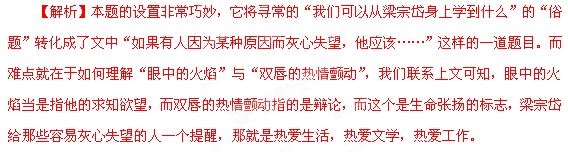 【解析】本题的设置非常巧妙，它将寻常的“我们可以从梁宗岱身上学到什么”的“俗
题”转化成了文中“如果有人因为某种原因而灰心失望，他应该……”这样的一道题目。而
难点就在于如何理解“眼中的火焰”与“双唇的热情颤动”，我们联系上文可知，眼中的火
焰当是指他的求知欲望，而双唇的热情颤动指的是辩论，而这个是生命张扬的标志，梁宗岱
给那些容易灰心失望的人一个提醒，那就是热爱生活，热爱文学，热爱工作。